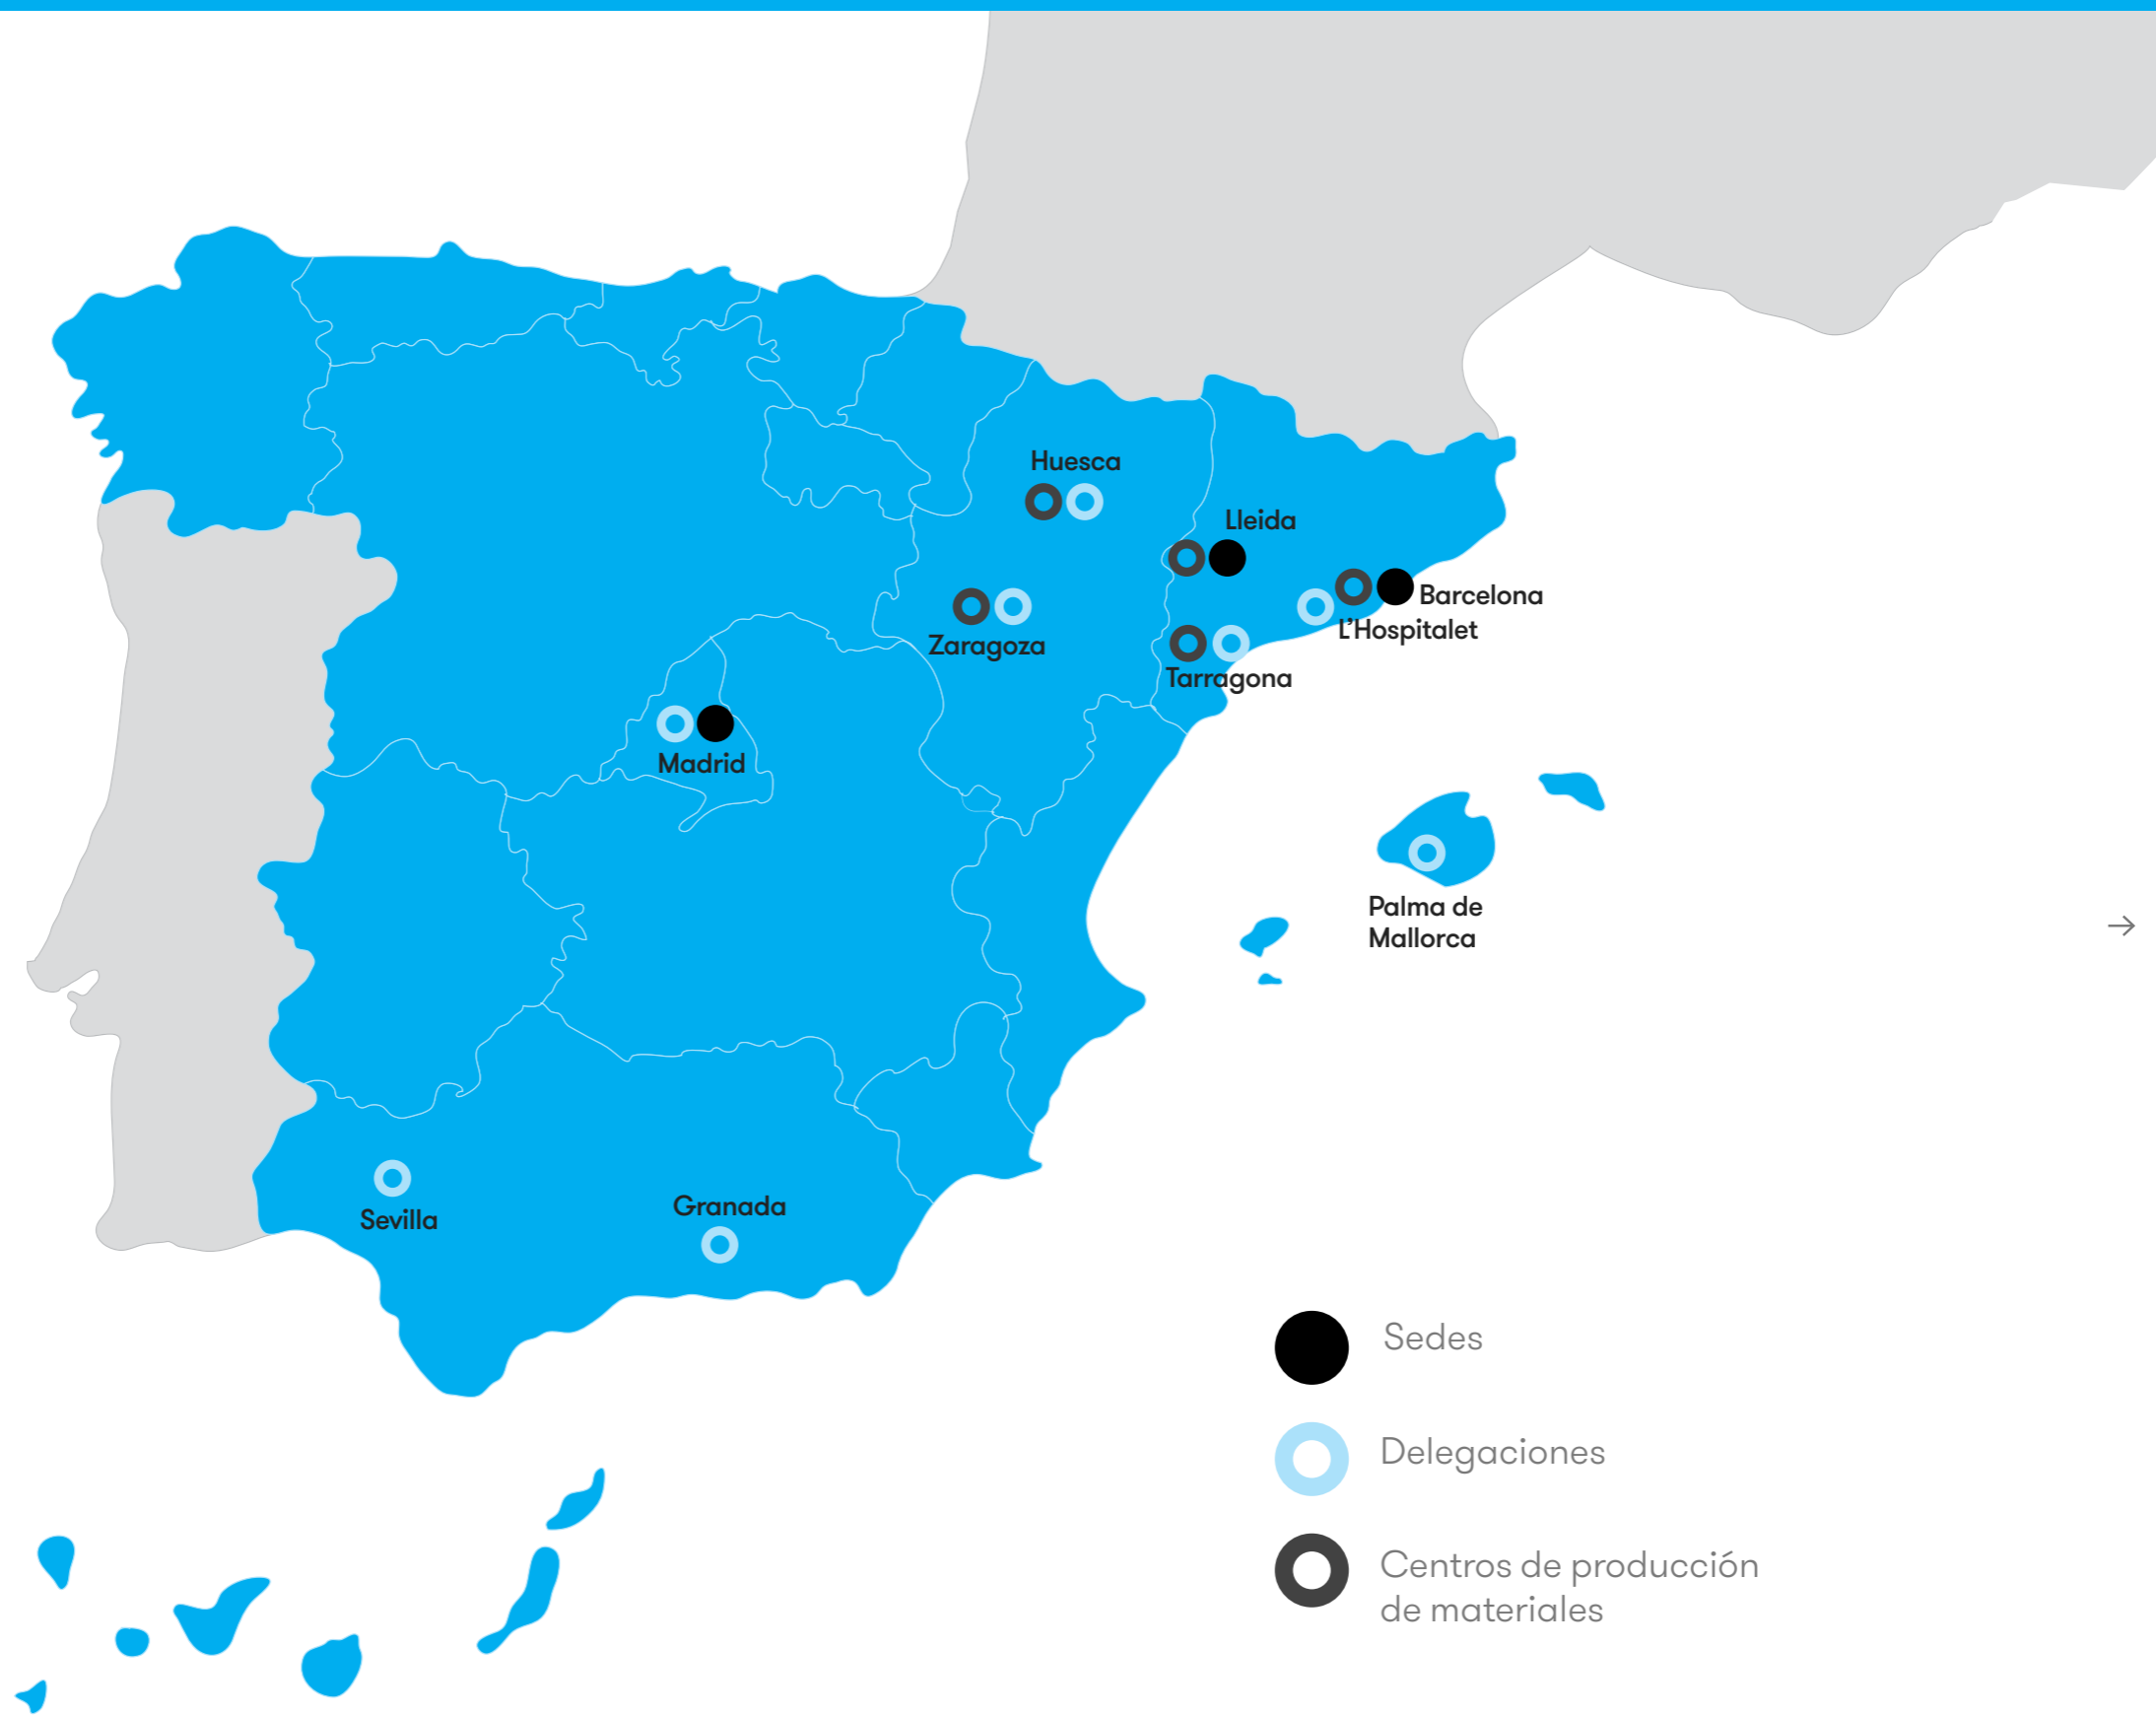 Huesca
Lleida
Barcelona
L'Hospitalet
Zaragoza
Tarragona
Madrid
Palma de
Mallorca
Sevilla
Granada
Sedes
Delegaciones
Centros de producción
de materiales